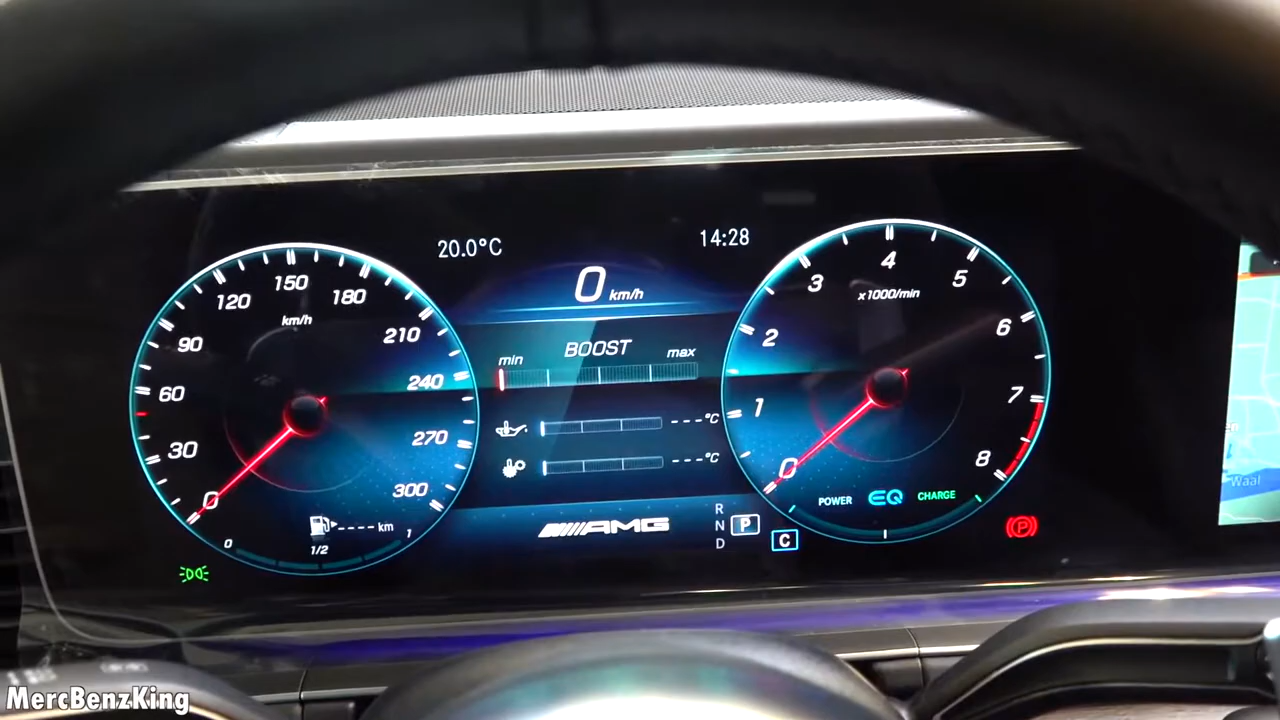 20.0°C
14:28
0 km/h
30
60
90
120
150
180
210
240
270
300
km/h
0
0
1/2
1
---- km
BOOST
min
max
---°C
---°C
AMG
R
N
D
P
C
0
1
2
3
4
5
6
7
8
x1000/min
POWER
EQ
CHARGE
P
Waal
MercBenzKing